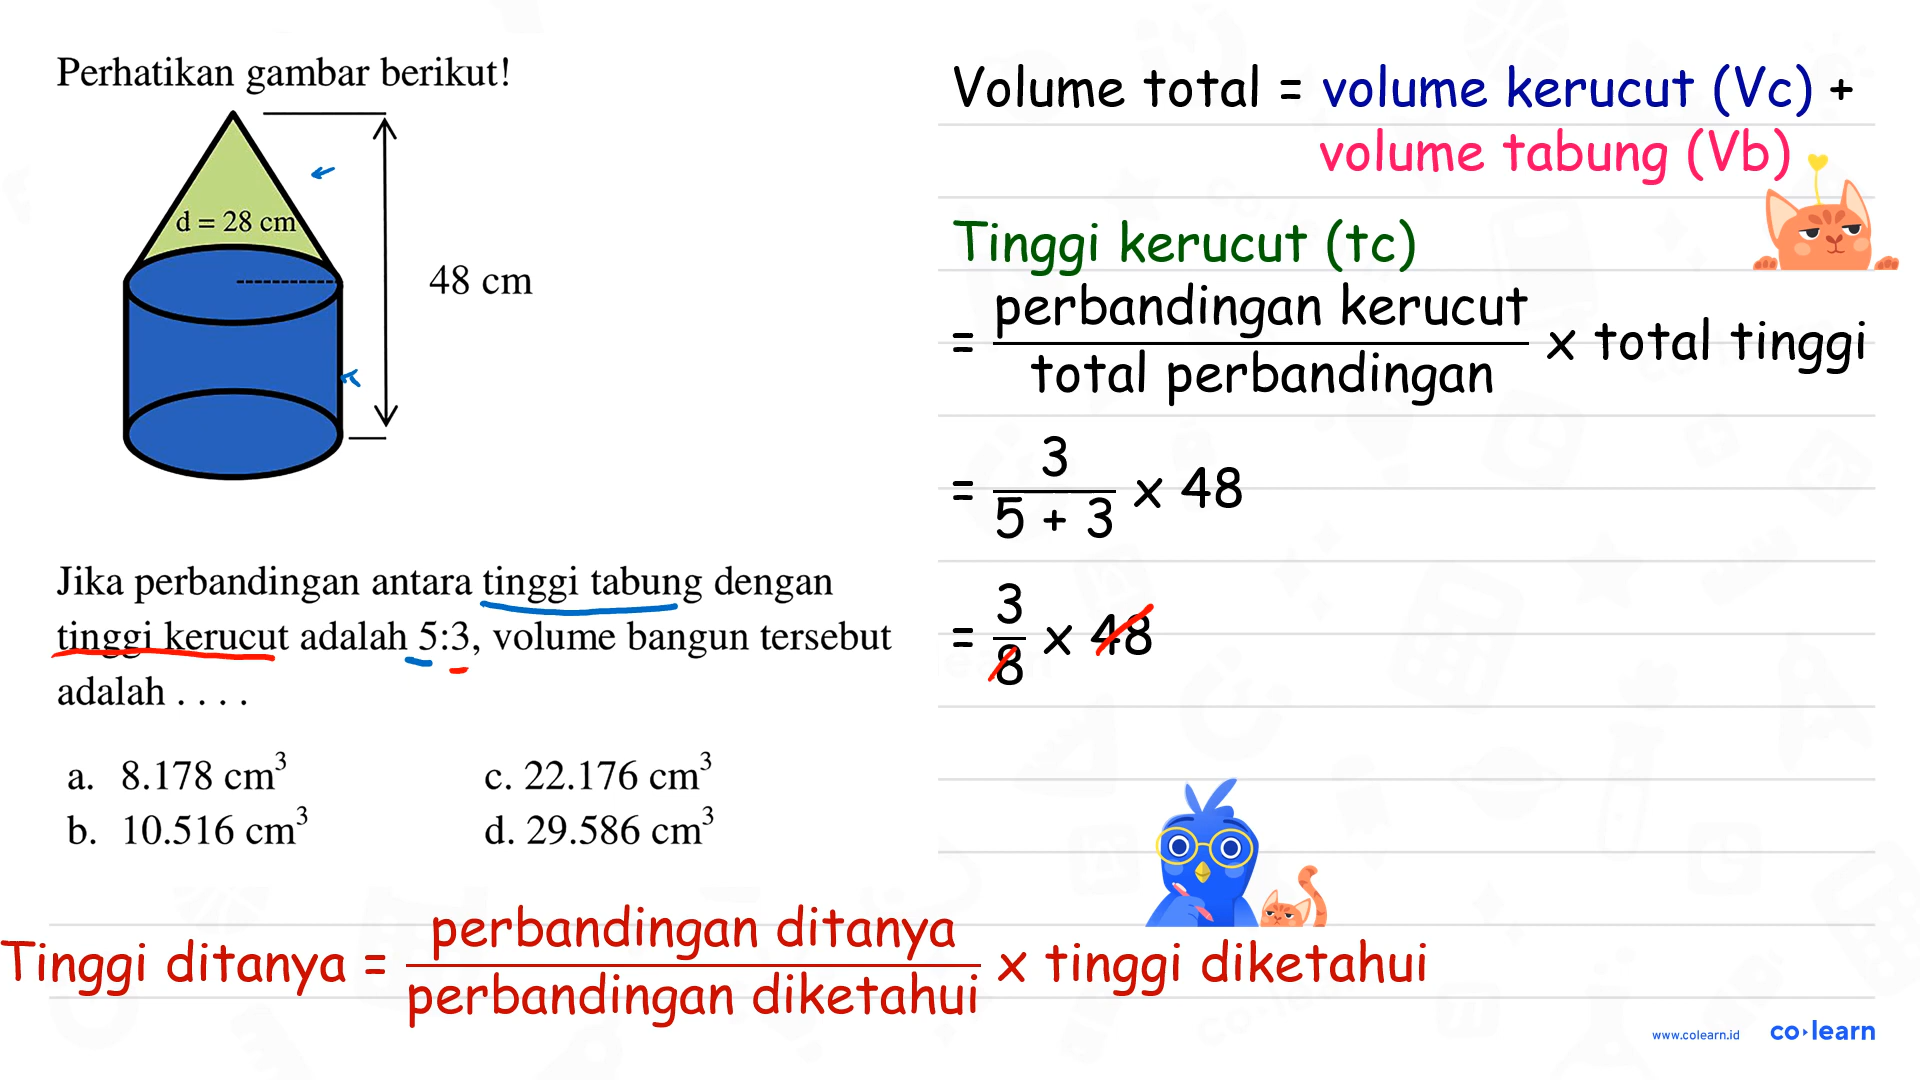 Perhatikan gambar berikut!
d = 28 cm
48 cm
Jika perbandingan antara tinggi tabung dengan
tinggi kerucut adalah 5:3, volume bangun tersebut
adalah . . . .
a. 8.178 cm³
c. 22.176 cm³
b. 10.516 cm³
d. 29.586 cm³
Volume total = volume kerucut (Vc) +
volume tabung (Vb)
Tinggi kerucut (tc)
= perbandingan kerucut / total perbandingan x total tinggi
= 3 / 5 + 3 x 48
= 3 / 8 x 48
Tinggi ditanya = perbandingan ditanya / perbandingan diketahui x tinggi diketahui
www.colearn.id
co·learn